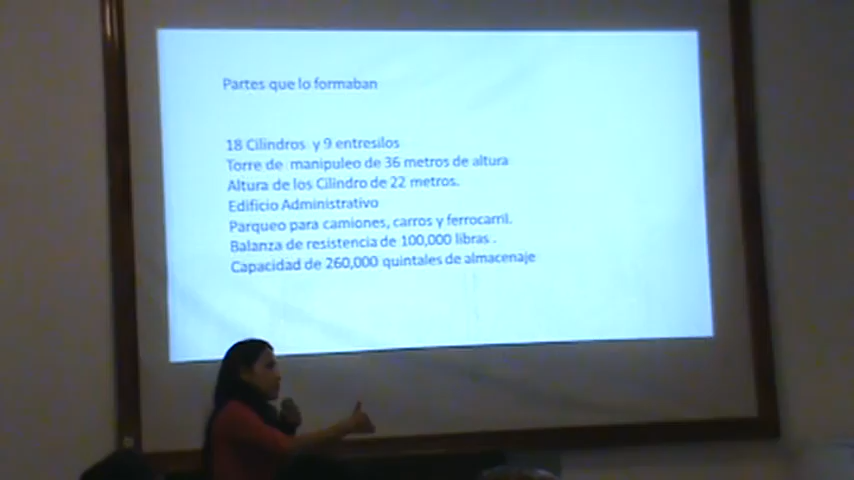 Partes que lo formaban
18 Cilindros y 9 entresilos
Torre de manipuleo de 36 metros de altura
Altura de los Cilindro de 22 metros.
Edificio Administrativo
Parqueo para camiones, carros y ferrocarril.
Balanza de resistencia de 100,000 libras .
Capacidad de 260,000 quintales de almacenaje